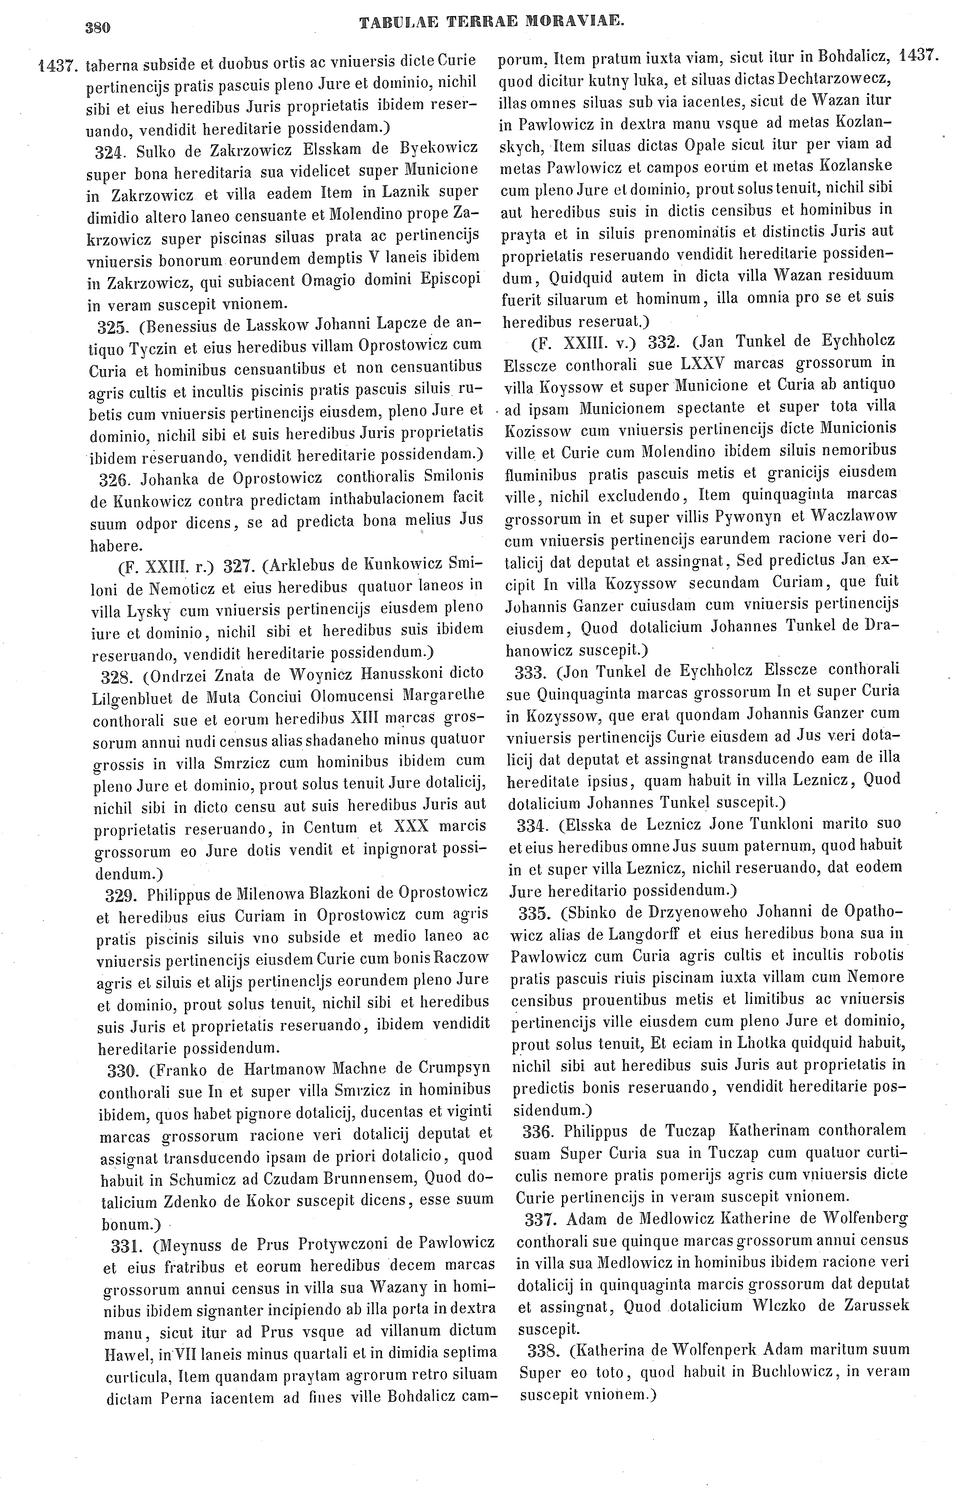 380
TABULAE TERRAE MORAVIAE.
1437. taberna subside et duobus ortis ac vniuersis dicte Curie
pertinencijs pratis pascuis pleno Jure et dominio, nichil
sibi et eius heredibus Juris proprietatis ibidem reser-
uando, vendidit hereditarie possidendam.)
324. Sulko de Zakrzowicz Elsskam de Byekowicz
super bona hereditaria sua videlicet super Municione
in Zakrzowicz et villa eadem Item in Laznik super
dimidio altero laneo censuante et Molendino prope Za-
krzowicz super piscinas siluas prata ac pertinencijs
vniuersis bonorum eorundem demptis V laneis ibidem
in Zakrzowicz, qui subiacent Omagio domini Episcopi
in veram suscepit vnionem.
325. (Benessius de Lasskow Johanni Lapcze de an-
tiquo Tyczin et eius heredibus villam Oprostowicz cum
Curia et hominibus censuantibus et non censuantibus
agris cultis et incultis piscinis pratis pascuis siluis ru-
betis cum vniuersis pertinencijs eiusdem, pleno Jure et
dominio, nichil sibi et suis heredibus Juris proprietatis
ibidem reseruando, vendidit hereditarie possidendam.)
326. Johanka de Oprostowicz conthoralis Smilonis
de Kunkowicz contra predictam inthabulacionem facit
suum odpor dicens, se ad predicta bona melius Jus
habere.
(F. XXIII. r.) 327. (Arklebus de Kunkowicz Smi-
loni de Nemoticz et eius heredibus quatuor laneos in
villa Lysky cum vniuersis pertinencijs eiusdem pleno
iure et dominio, nichil sibi et heredibus suis ibidem
reseruando, vendidit hereditarie possidendum.)
328. (Ondrzei Znata de Woynicz Hanusskoni dicto
Lilgenbluet de Muta Conciui Olomucensi Margarethe
conthorali sue et eorum heredibus XIII marcas gros-
sorum annui nudi census alias shadaneho minus quatuor
grossis in villa Smrzicz cum hominibus ibidem cum
pleno Jure et dominio, prout solus tenuit Jure dotalicij,
nichil sibi in dicto censu aut suis heredibus Juris aut
proprietatis reseruando, in Centum et XXX marcis
grossorum eo Jure dotis vendit et inpignorat possi-
dendum.)
329. Philippus de Milenowa Blazkoni de Oprostowicz
et heredibus eius Curiam in Oprostowicz cum agris
pratis piscinis siluis vno subside et medio laneo ac
vniuersis pertinencijs eiusdem Curie cum bonis Raczow
agris et siluis et alijs pertinencijs eorundem pleno Jure
et dominio, prout solus tenuit, nichil sibi et heredibus
suis Juris et proprietatis reseruando, ibidem vendidit
hereditarie possidendum.
330. (Franko de Hartmanow Machne de Crumpsyn
conthorali sue In et super villa Smrzicz in hominibus
ibidem, quos habet pignore dotalicij, ducentas et viginti
marcas grossorum racione veri dotalicij deputat et
assignat transducendo ipsam de priori dotalicio, quod
habuit in Schumicz ad Czudam Brunnensem, Quod do-
talicium Zdenko de Kokor suscepit dicens, esse suum
bonum.)
331. (Meynuss de Prus Protywczoni de Pawlowicz
et eius fratribus et eorum heredibus decem marcas
grossorum annui census in villa sua Wazany in homi-
nibus ibidem signanter incipiendo ab illa porta in dextra
manu, sicut itur ad Prus vsque ad villanum dictum
Hawel, in VII laneis minus quartali et in dimidia septima
curticula, Item quandam praytam agrorum retro siluam
dictam Perna iacentem ad fines ville Bohdalicz cam-
porum, Item pratum iuxta viam, sicut itur in Bohdalicz, 1437.
quod dicitur kutny luka, et siluas dictas Dechtarzowecz,
illas omnes siluas sub via iacentes, sicut de Wazan itur
in Pawlowicz in dextra manu vsque ad metas Kozlan-
skych, Item siluas dictas Opale sicut itur per viam ad
metas Pawlowicz et campos eorum et metas Kozlanske
cum pleno Jure et dominio, prout solus tenuit, nichil sibi
aut heredibus suis in dictis censibus et hominibus in
prayta et in siluis prenominatis et distinctis Juris aut
proprietatis reseruando vendidit hereditarie possiden-
dum, Quidquid autem in dicta villa Wazan residuum
fuerit siluarum et hominum, illa omnia pro se et suis
heredibus reseruat.)
(F. XXIII. v.) 332. (Jan Tunkel de Eychholcz
Elsscze conthorali sue LXXV marcas grossorum in
villa Koyssow et super Municione et Curia ab antiquo
ad ipsam Municionem spectante et super tota villa
Kozissow cum vniuersis pertinencijs dicte Municionis
ville et Curie cum Molendino ibidem siluis nemoribus
fluminibus pratis pascuis metis et granicijs eiusdem
ville, nichil excludendo, Item quinquaginta marcas
grossorum in et super villis Pywonyn et Waczlawow
cum vniuersis pertinencijs earundem racione veri do-
talicij dat deputat et assingnat, Sed predictus Jan ex-
cipit In villa Kozyssow secundam Curiam, que fuit
Johannis Ganzer cuiusdam cum vniuersis pertinencijs
eiusdem, Quod dotalicium Johannes Tunkel de Dra-
hanowicz suscepit.)
333. (Jon Tunkel de Eychholcz Elsscze conthorali
sue Quinquaginta marcas grossorum In et super Curia
in Kozyssow, que erat quondam Johannis Ganzer cum
vniuersis pertinencijs Curie eiusdem ad Jus veri dota-
licij dat deputat et assingnat transducendo eam de illa
hereditate ipsius, quam habuit in villa Leznicz, Quod
dotalicium Johannes Tunkel suscepit.)
334. (Elsska de Leznicz Jone Tunkloni marito suo
et eius heredibus omne Jus suum paternum, quod habuit
in et super villa Leznicz, nichil reseruando, dat eodem
Jure hereditario possidendum.)
335. (Sbinko de Drzyenoweho Johanni de Opatho-
wicz alias de Langdorff et eius heredibus bona sua in
Pawlowicz cum Curia agris cultis et incultis robotis
pratis pascuis riuis piscinam iuxta villam cum Nemore
censibus prouentibus metis et limitibus ac vniuersis
pertinencijs ville eiusdem cum pleno Jure et dominio,
prout solus tenuit, Et eciam in Lhotka quidquid habuit,
nichil sibi aut heredibus suis Juris aut proprietatis in
predictis bonis reseruando, vendidit hereditarie pos-
sidendum.)
336. Philippus de Tuczap Katherinam conthoralem
suam Super Curia sua in Tuczap cum quatuor curti-
culis nemore pratis pomerijs agris cum vniuersis dicte
Curie pertinencijs in veram suscepit vnionem.
337. Adam de Medlowicz Katherine de Wolfenberg
conthorali sue quinque marcas grossorum annui census
in villa sua Medlowicz in hominibus ibidem racione veri
dotalicij in quinquaginta marcis grossorum dat deputat
et assingnat, Quod dotalicium Wlczko de Zarussek
suscepit.
338. (Katherina de Wolfenperk Adam maritum suum
Super eo toto, quod habuit in Buchlowicz, in veram
suscepit vnionem.)